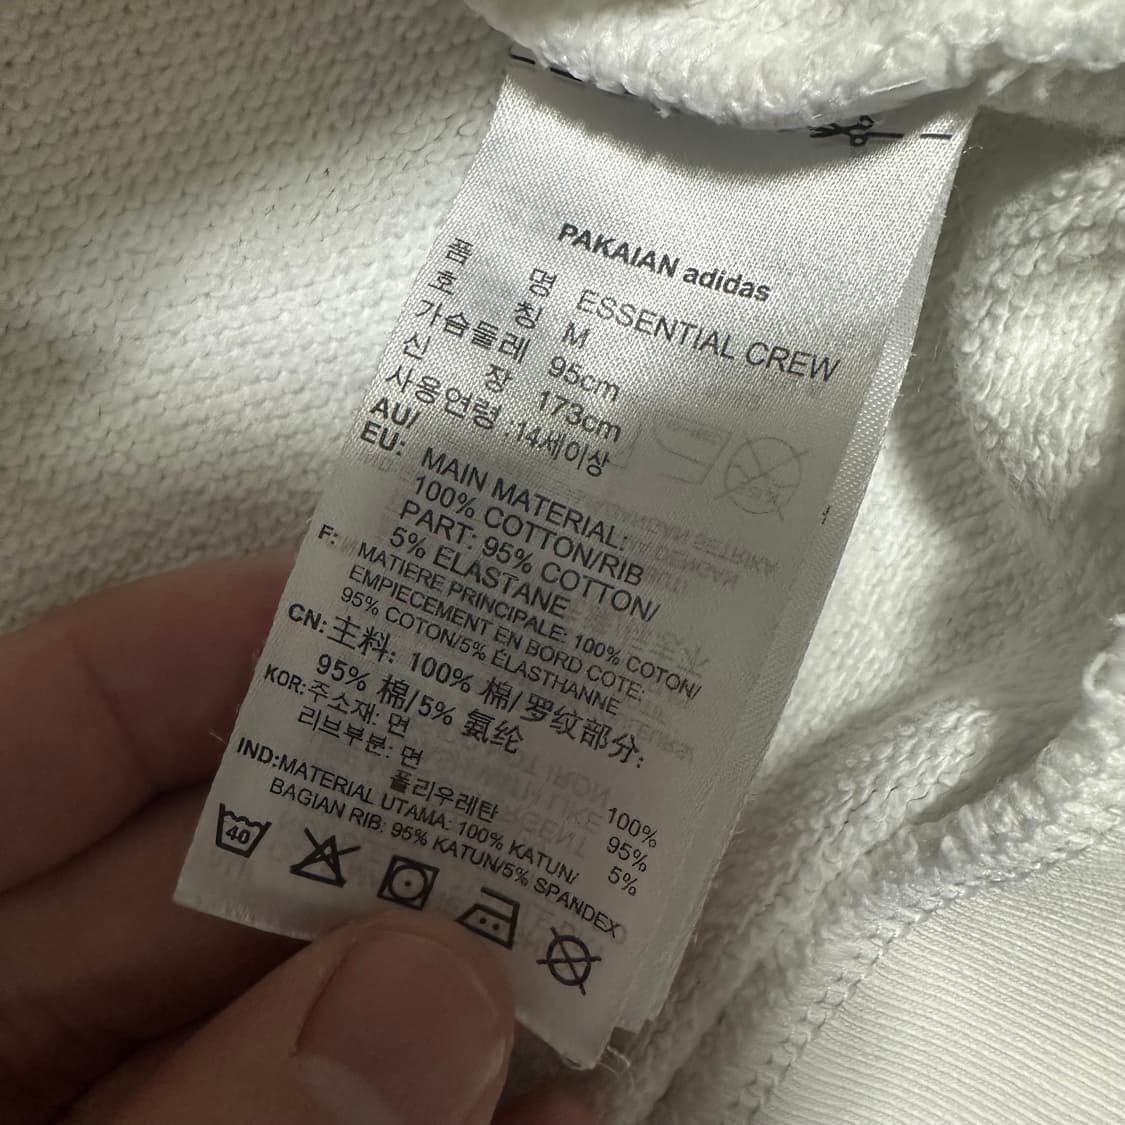 PAKAIAN adidas
품 명 ESSENTIAL CREW
호 칭 M
가슴둘레 95cm
신 장 173cm
사용연령 :14세이상
AU/
EU: MAIN MATERIAL:
100% COTTON/RIB
PART: 95% COTTON/
5% ELASTANE
F: MATIERE PRINCIPALE: 100% COTON/
EMPIECEMENT EN BORD COTE:
95% COTON/5% ÉLASTHANNE
CN: 主料: 100% 棉/罗纹部分:
95% 棉/5% 氨纶
KOR: 주소재: 면 100%
리브부분: 면 95%
폴리우레탄 5%
IND:MATERIAL UTAMA: 100% KATUN/
BAGIAN RIB: 95% KATUN/5% SPANDEX
40